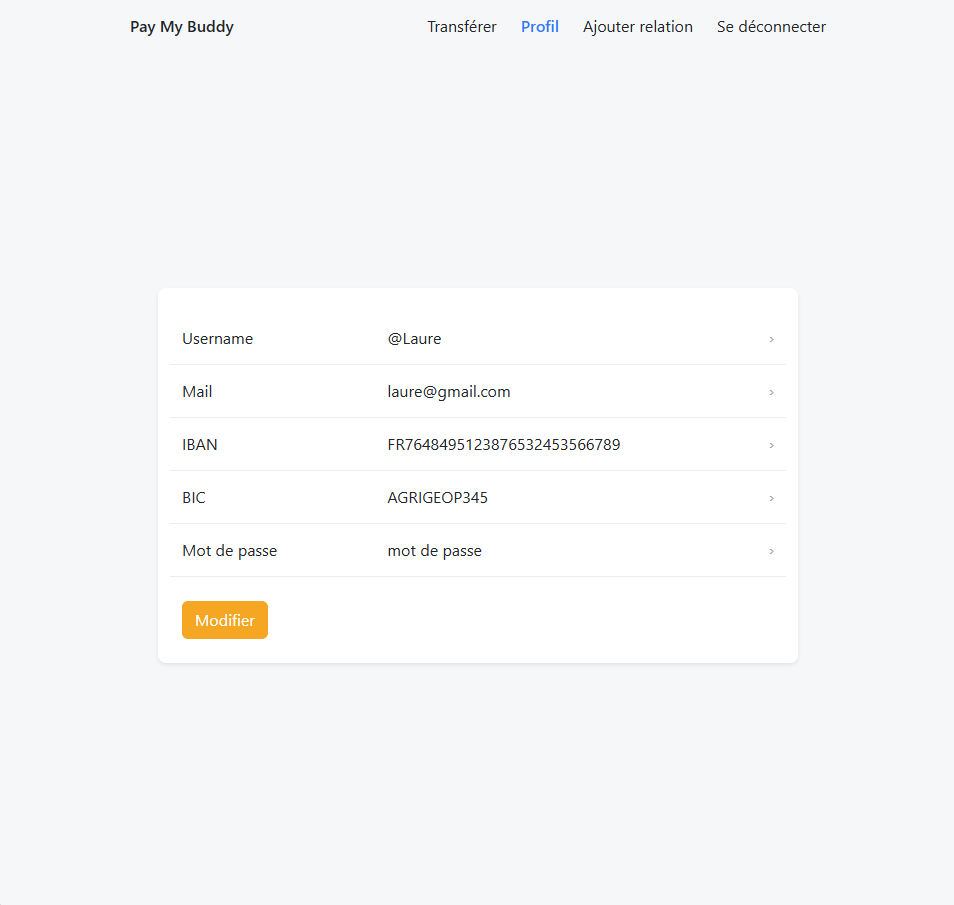 Pay My Buddy Transférer Profil Ajouter relation Se déconnecter
Username @Laure ›
Mail laure@gmail.com ›
IBAN FR7648495123876532453566789 ›
BIC AGRIGEOP345 ›
Mot de passe mot de passe ›
Modifier